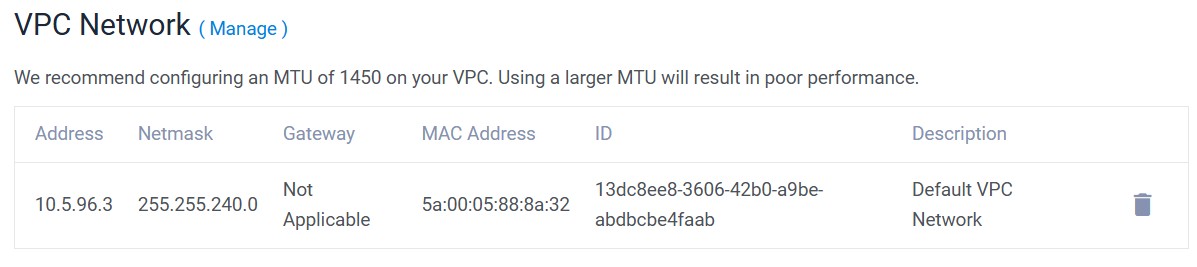 VPC Network ( Manage )
We recommend configuring an MTU of 1450 on your VPC. Using a larger MTU will result in poor performance.
Address Netmask Gateway MAC Address ID Description
10.5.96.3 255.255.240.0 Not Applicable 5a:00:05:88:8a:32 13dc8ee8-3606-42b0-a9be-abdbcbe4faab Default VPC Network